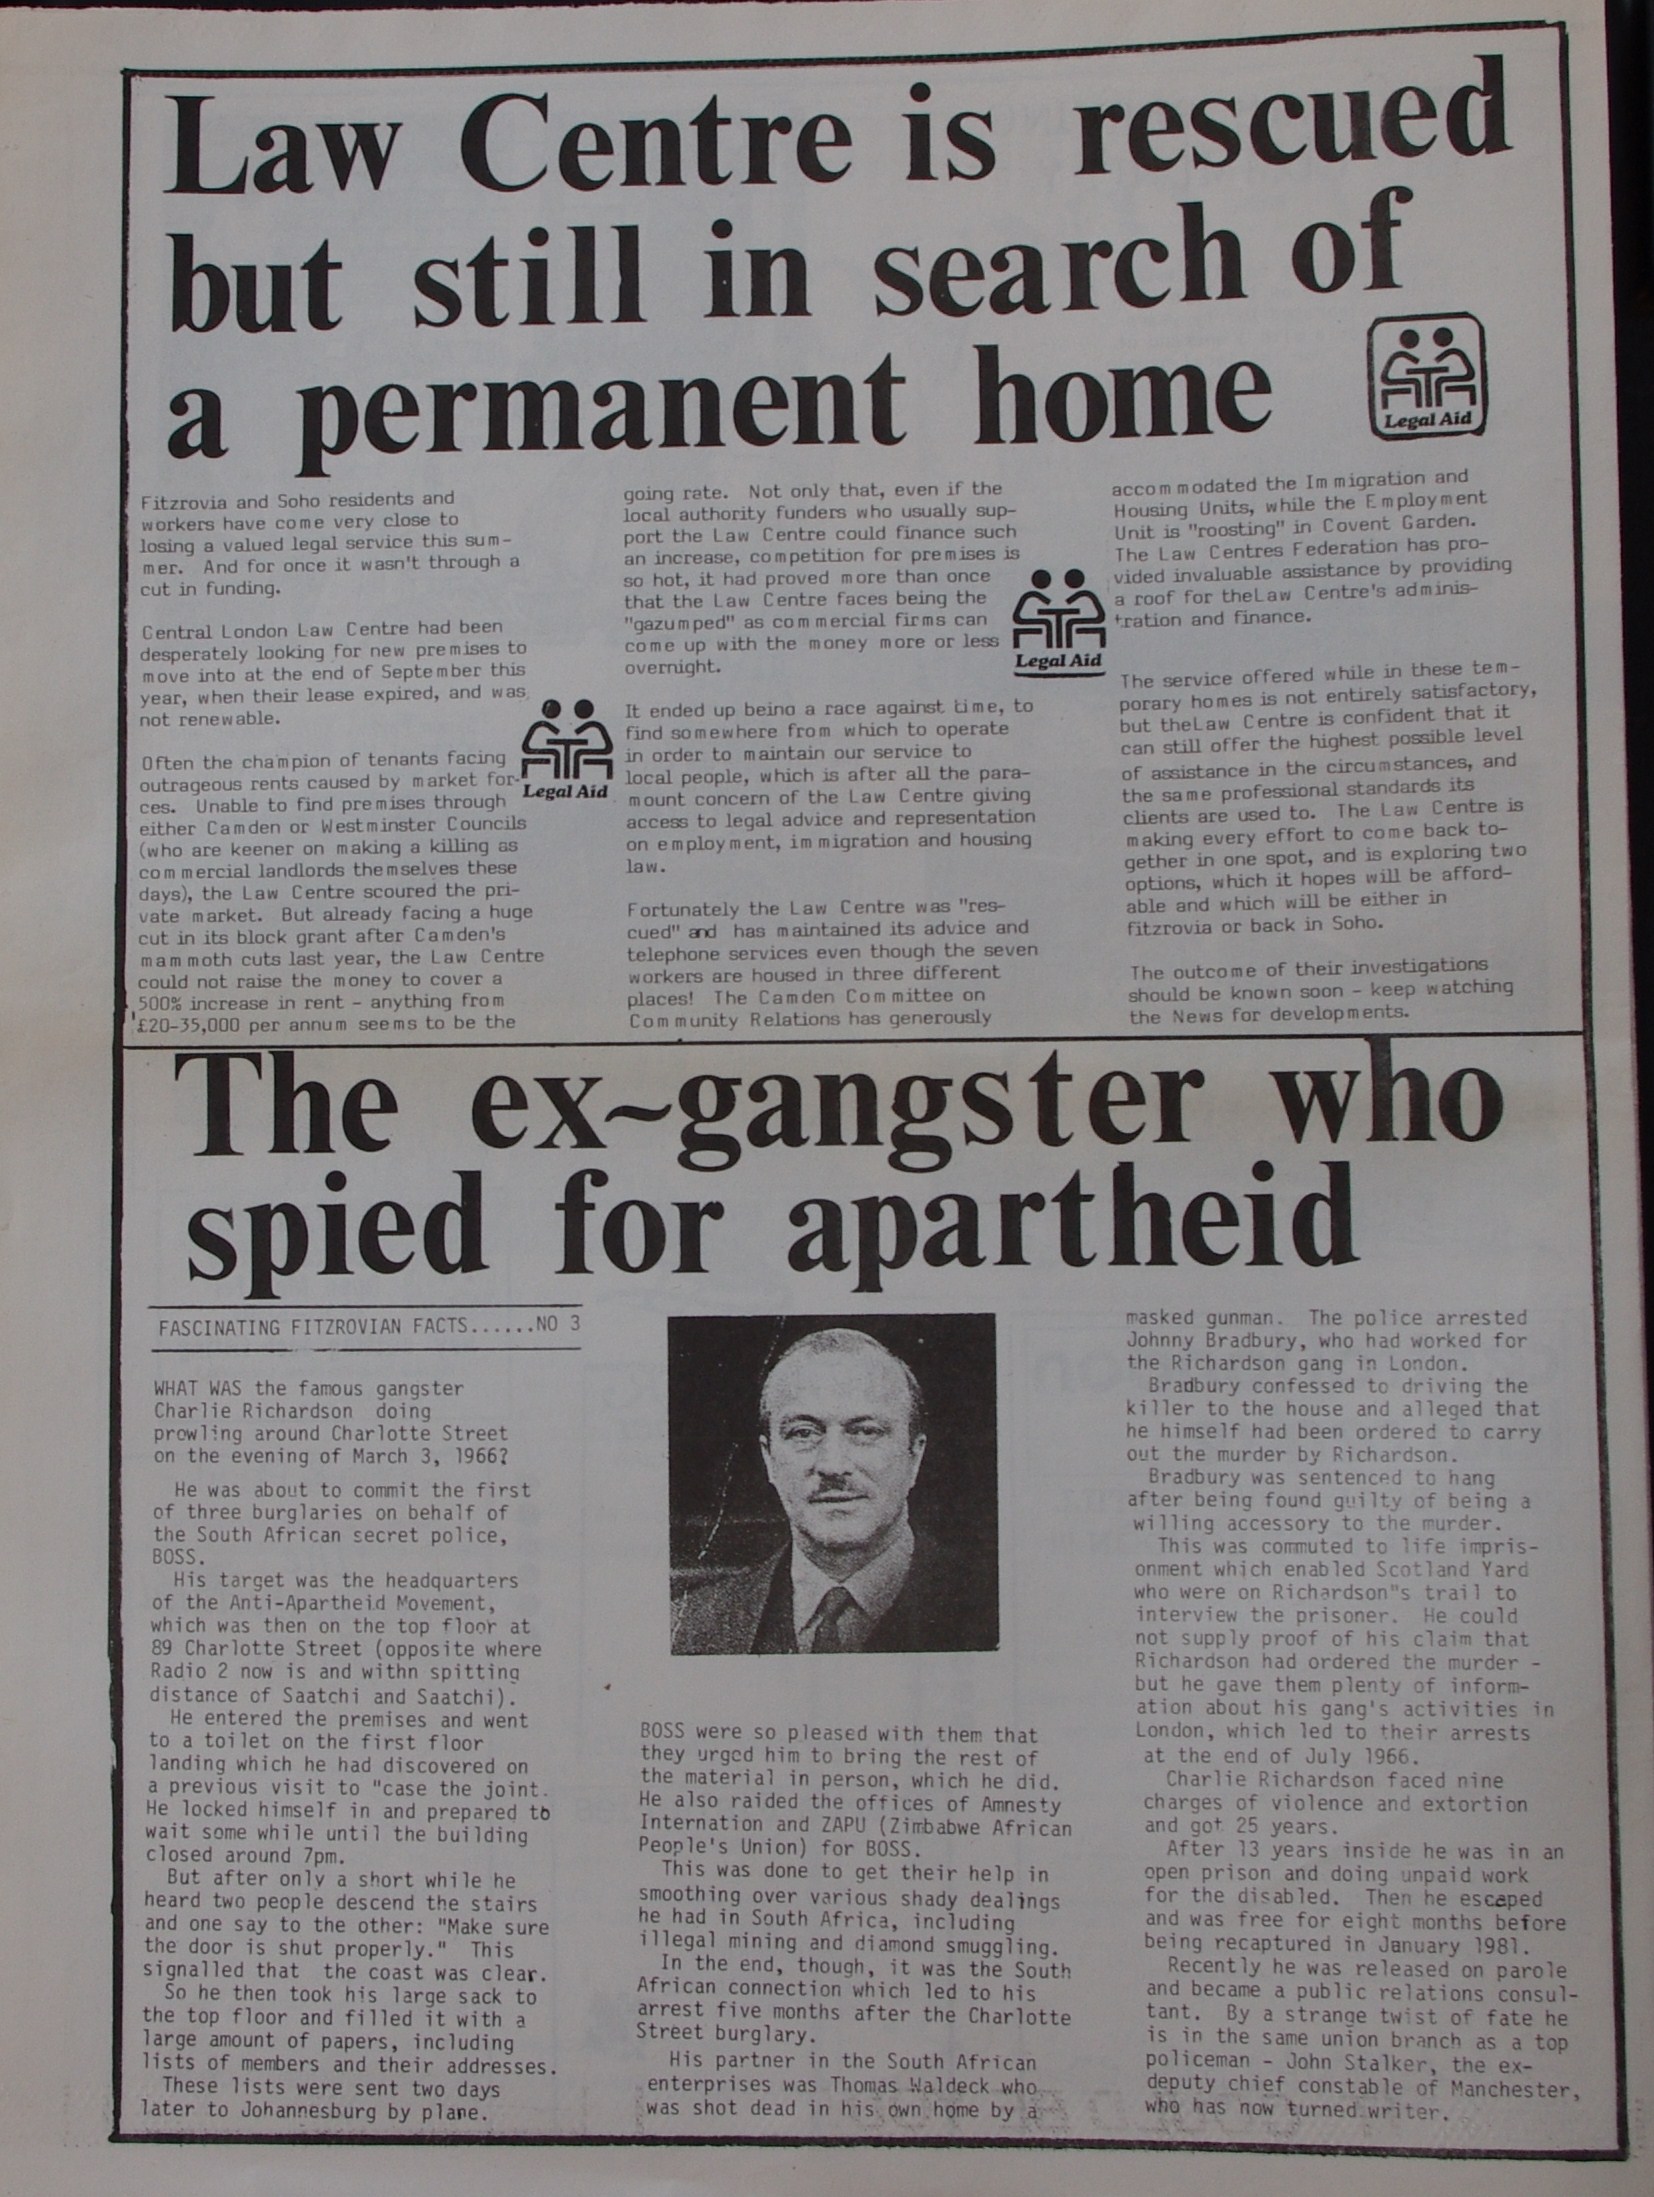 Law Centre is rescued
but still in search of
a permanent home
Legal Aid
Fitzrovia and Soho residents and
workers have come very close to
losing a valued legal service this sum-
mer. And for once it wasn't through a
cut in funding.
Central London Law Centre had been
desperately looking for new premises to
move into at the end of September this
year, when their lease expired, and was
not renewable.
Often the champion of tenants facing
outrageous rents caused by market for-
ces. Unable to find premises through
either Camden or Westminster Councils
(who are keener on making a killing as
commercial landlords themselves these
days), the Law Centre scoured the pri-
vate market. But already facing a huge
cut in its block grant after Camden's
mammoth cuts last year, the Law Centre
could not raise the money to cover a
500% increase in rent - anything from
£20-35,000 per annum seems to be the
Legal Aid
going rate. Not only that, even if the
local authority funders who usually sup-
port the Law Centre could finance such
an increase, competition for premises is
so hot, it had proved more than once
that the Law Centre faces being the
"gazumped" as commercial firms can
come up with the money more or less
overnight.
Legal Aid
It ended up being a race against time, to
find somewhere from which to operate
in order to maintain our service to
local people, which is after all the para-
mount concern of the Law Centre giving
access to legal advice and representation
on employment, immigration and housing
law.
Fortunately the Law Centre was "res-
cued" and has maintained its advice and
telephone services even though the seven
workers are housed in three different
places! The Camden Committee on
Community Relations has generously
accommodated the Immigration and
Housing Units, while the Employment
Unit is "roosting" in Covent Garden.
The Law Centres Federation has pro-
vided invaluable assistance by providing
a roof for theLaw Centre's adminis-
tration and finance.
The service offered while in these tem-
porary homes is not entirely satisfactory,
but theLaw Centre is confident that it
can still offer the highest possible level
of assistance in the circumstances, and
the same professional standards its
clients are used to. The Law Centre is
making every effort to come back to-
gether in one spot, and is exploring two
options, which it hopes will be afford-
able and which will be either in
fitzrovia or back in Soho.
The outcome of their investigations
should be known soon - keep watching
the News for developments.
The ex~gangster who
spied for apartheid
FASCINATING FITZROVIAN FACTS......NO 3
WHAT WAS the famous gangster
Charlie Richardson doing
prowling around Charlotte Street
on the evening of March 3, 1966?
He was about to commit the first
of three burglaries on behalf of
the South African secret police,
BOSS.
His target was the headquarters
of the Anti-Apartheid Movement,
which was then on the top floor at
89 Charlotte Street (opposite where
Radio 2 now is and withn spitting
distance of Saatchi and Saatchi).
He entered the premises and went
to a toilet on the first floor
landing which he had discovered on
a previous visit to "case the joint.
He locked himself in and prepared to
wait some while until the building
closed around 7pm.
But after only a short while he
heard two people descend the stairs
and one say to the other: "Make sure
the door is shut properly." This
signalled that the coast was clear.
So he then took his large sack to
the top floor and filled it with a
large amount of papers, including
lists of members and their addresses.
These lists were sent two days
later to Johannesburg by plane.
BOSS were so pleased with them that
they urged him to bring the rest of
the material in person, which he did.
He also raided the offices of Amnesty
Internation and ZAPU (Zimbabwe African
People's Union) for BOSS.
This was done to get their help in
smoothing over various shady dealings
he had in South Africa, including
illegal mining and diamond smuggling.
In the end, though, it was the South
African connection which led to his
arrest five months after the Charlotte
Street burglary.
His partner in the South African
enterprises was Thomas Waldeck who
was shot dead in his own home by a
masked gunman. The police arrested
Johnny Bradbury, who had worked for
the Richardson gang in London.
Bradbury confessed to driving the
killer to the house and alleged that
he himself had been ordered to carry
out the murder by Richardson.
Bradbury was sentenced to hang
after being found guilty of being a
willing accessory to the murder.
This was commuted to life impris-
onment which enabled Scotland Yard
who were on Richardson"s trail to
interview the prisoner. He could
not supply proof of his claim that
Richardson had ordered the murder -
but he gave them plenty of inform-
ation about his gang's activities in
London, which led to their arrests
at the end of July 1966.
Charlie Richardson faced nine
charges of violence and extortion
and got 25 years.
After 13 years inside he was in an
open prison and doing unpaid work
for the disabled. Then he escaped
and was free for eight months before
being recaptured in January 1981.
Recently he was released on parole
and became a public relations consul-
tant. By a strange twist of fate he
is in the same union branch as a top
policeman - John Stalker, the ex-
deputy chief constable of Manchester,
who has now turned writer.